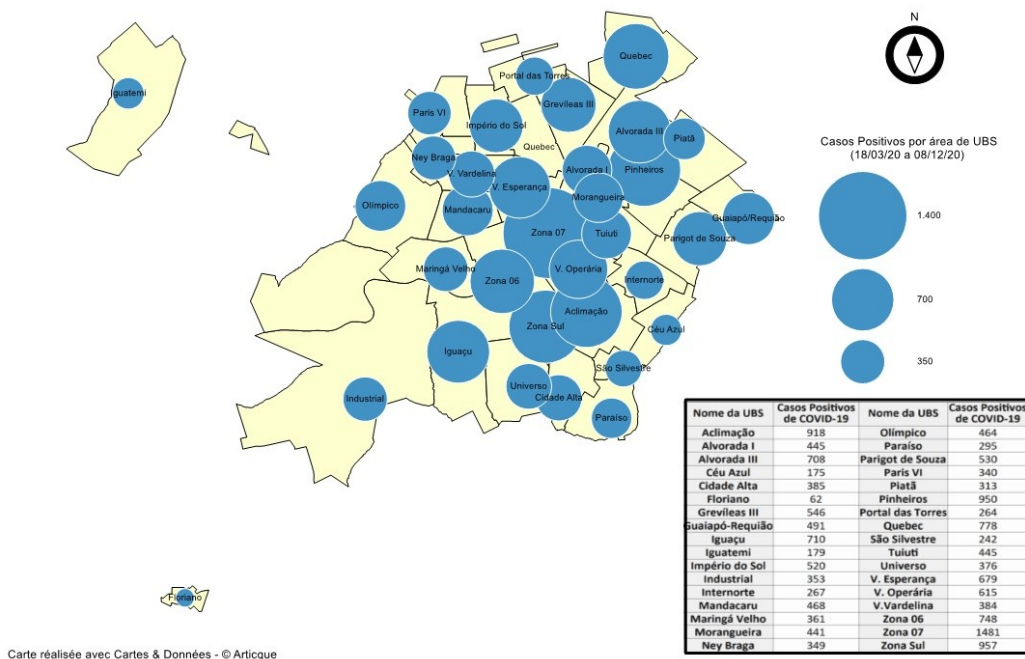 N
Quebec
Portal das Torres
Iguatemi
Grevíleas III
Paris VI
Império do Sol
Alvorada III
Piatã
Quebec
Ney Braga
V. Vardelina
Alvorada I
Pinheiros
V. Esperança
Morangueira
Olímpico
Mandacaru
Guaiapó/Requião
Zona 07
Tuiuti
Parigot de Souza
Maringá Velho
V. Operária
Zona 06
Internorte
Aclimação
Zona Sul
Céu Azul
Iguaçu
São Silvestre
Universo
Cidade Alta
Industrial
Paraíso
Floriano
Casos Positivos por área de UBS
(18/03/20 a 08/12/20)
1.400
700
350
Nome da UBS Casos Positivos de COVID-19 Nome da UBS Casos Positivos de COVID-19
Aclimação 918 Olímpico 464
Alvorada I 445 Paraíso 295
Alvorada III 708 Parigot de Souza 530
Céu Azul 175 Paris VI 340
Cidade Alta 385 Piatã 313
Floriano 62 Pinheiros 950
Grevíleas III 546 Portal das Torres 264
Guaiapó-Requião 491 Quebec 778
Iguaçu 710 São Silvestre 242
Iguatemi 179 Tuiuti 445
Império do Sol 520 Universo 376
Industrial 353 V. Esperança 679
Internorte 267 V. Operária 615
Mandacaru 468 V.Vardelina 384
Maringá Velho 361 Zona 06 748
Morangueira 441 Zona 07 1481
Ney Braga 349 Zona Sul 957
Carte réalisée avec Cartes & Données - © Articque